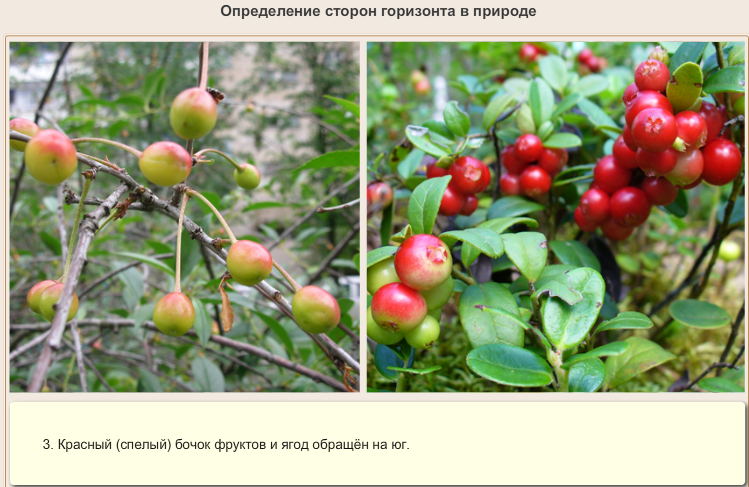 Определение сторон горизонта в природе
3. Красный (спелый) бочок фруктов и ягод обращён на юг.